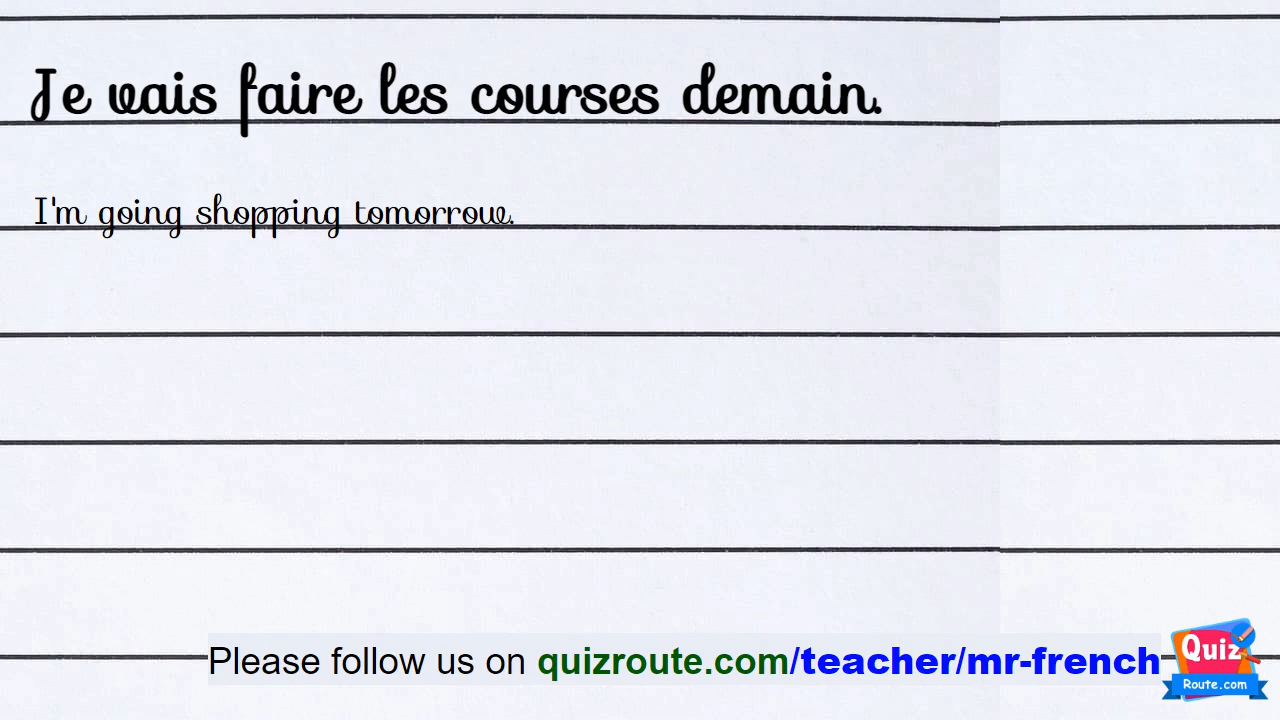 Je vais faire les courses demain.
I'm going shopping tomorrow.
Please follow us on quizroute.com/teacher/mr-french
Quiz
Route.com